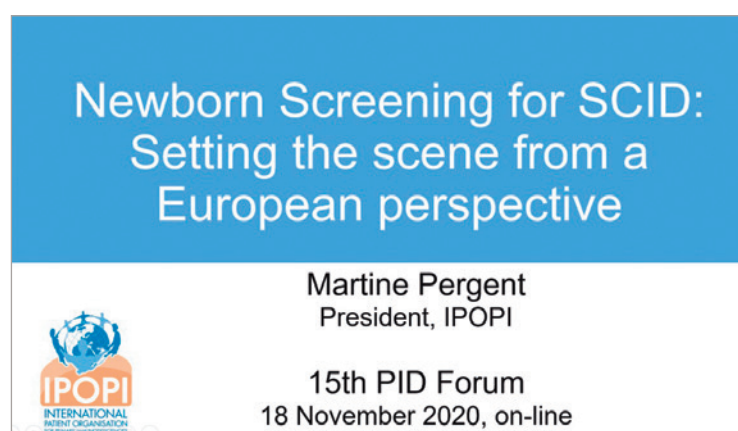 Newborn Screening for SCID:
Setting the scene from a
European perspective
Martine Pergent
President, IPOPI
15th PID Forum
18 November 2020, on-line
IPOPI
INTERNATIONAL
PATIENT ORGANISATION